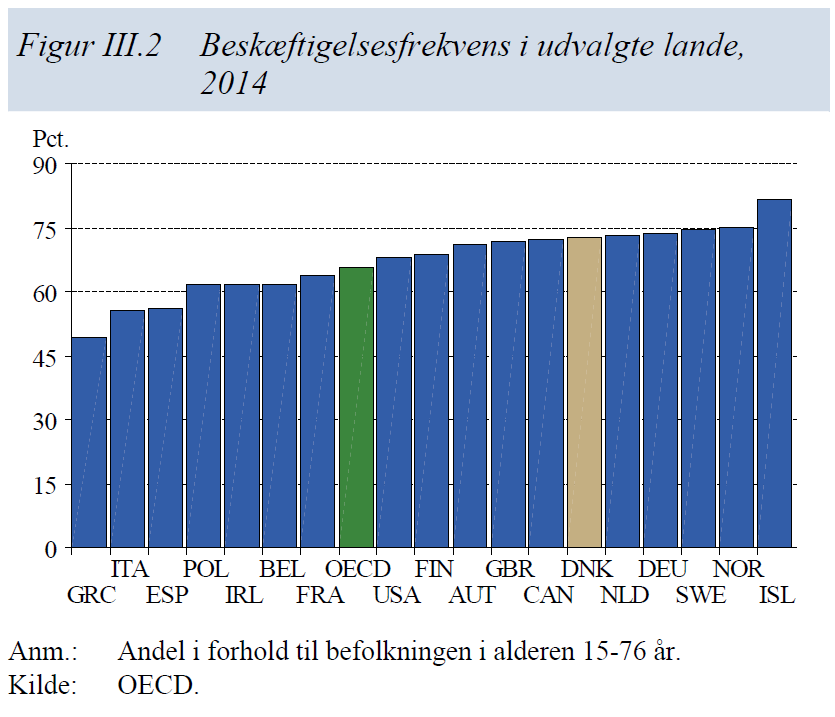 Figur III.2 Beskæftigelsesfrekvens i udvalgte lande,
2014
Pct.
90
75
60
45
30
15
0
ITA POL BEL OECD FIN GBR DNK DEU NOR
GRC ESP IRL FRA USA AUT CAN NLD SWE ISL
Anm.: Andel i forhold til befolkningen i alderen 15-76 år.
Kilde: OECD.